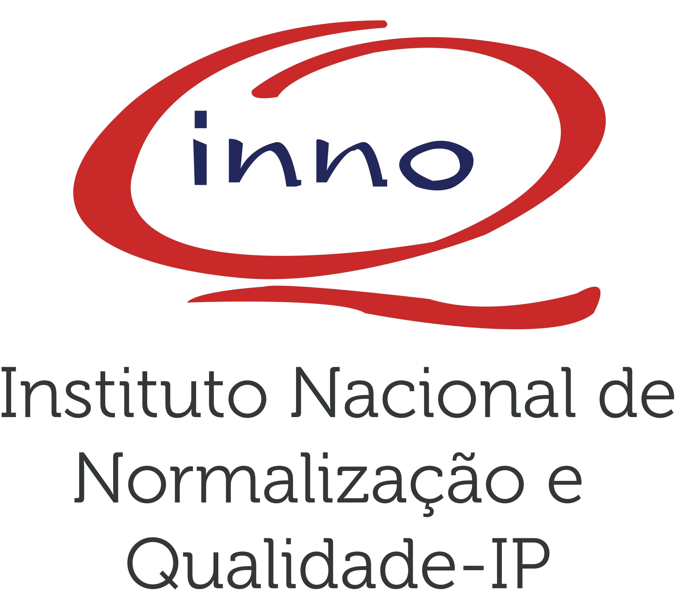 inno
Instituto Nacional de
Normalização e
Qualidade-IP